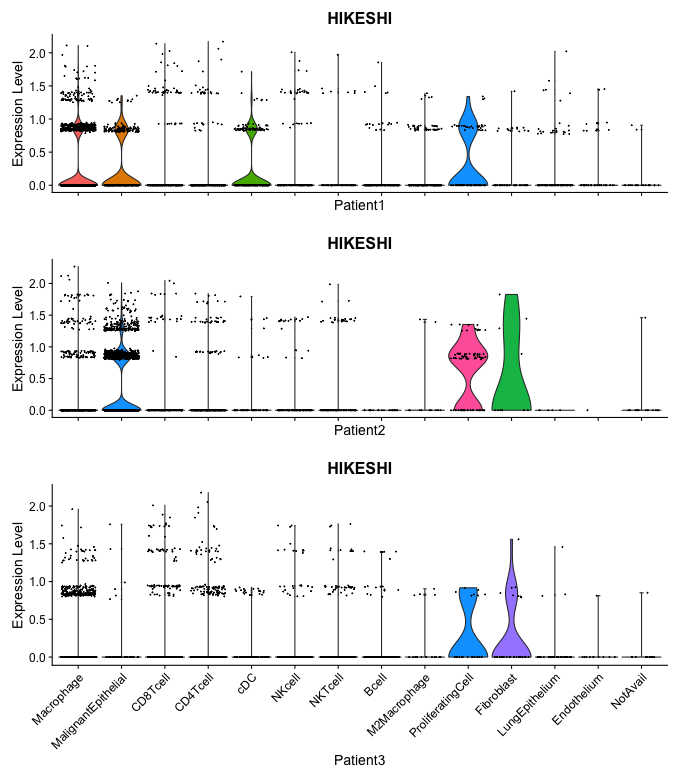 HIKESHI
Expression Level
2.0
1.5
1.0
0.5
0.0
Patient1
HIKESHI
Expression Level
2.0
1.5
1.0
0.5
0.0
Patient2
HIKESHI
Expression Level
2.0
1.5
1.0
0.5
0.0
Macrophage
MalignantEpithelial
CD8Tcell
CD4Tcell
cDC
NKcell
NKTcell
Bcell
M2Macrophage
ProliferatingCell
Fibroblast
LungEpithelium
Endothelium
NotAvail
Patient3